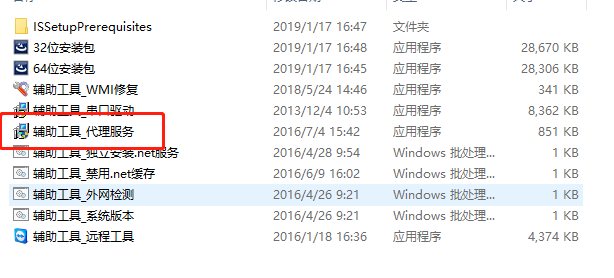 ISSetupPrerequisites 2019/1/17 16:47 文件夹
32位安装包 2019/1/17 16:48 应用程序 28,670 KB
64位安装包 2019/1/17 16:45 应用程序 28,306 KB
辅助工具_WMI修复 2018/5/24 14:46 应用程序 341 KB
辅助工具_串口驱动 2013/12/4 10:53 应用程序 8,362 KB
辅助工具_代理服务 2016/7/4 15:42 应用程序 851 KB
辅助工具_独立安装.net服务 2016/4/28 9:54 Windows 批处理... 1 KB
辅助工具_禁用.net缓存 2016/6/9 16:02 Windows 批处理... 1 KB
辅助工具_外网检测 2016/4/26 9:21 Windows 批处理... 1 KB
辅助工具_系统版本 2016/4/26 9:21 Windows 批处理... 1 KB
辅助工具_远程工具 2016/1/18 16:36 应用程序 4,374 KB